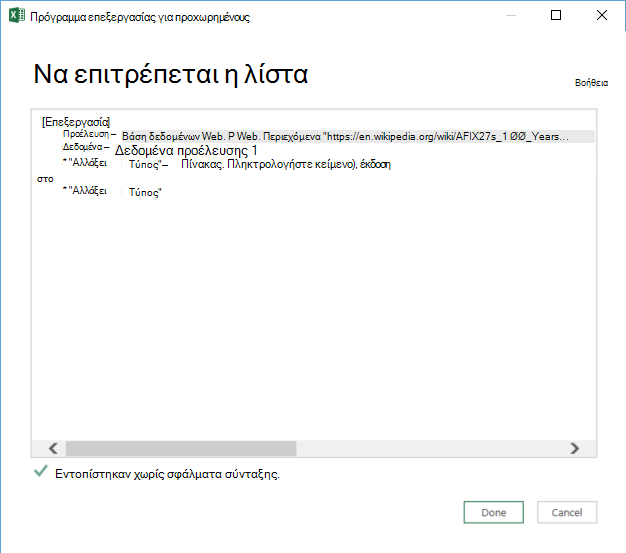 Πρόγραμμα επεξεργασίας για προχωρημένους
Να επιτρέπεται η λίστα
Βοήθεια
[Επεξεργασία]
Προέλευση – Βάση δεδομένων Web. P Web. Περιεχόμενα "https://en.wikipedia.org/wiki/AFIX27s_1 ØØ_Years...
Δεδομένα – Δεδομένα προέλευσης 1
* "Αλλάξει Τύπος"– Πίνακας. Πληκτρολογήστε κείμενο), έκδοση
στο
* "Αλλάξει Τύπος"
Εντοπίστηκαν χωρίς σφάλματα σύνταξης.
Done Cancel